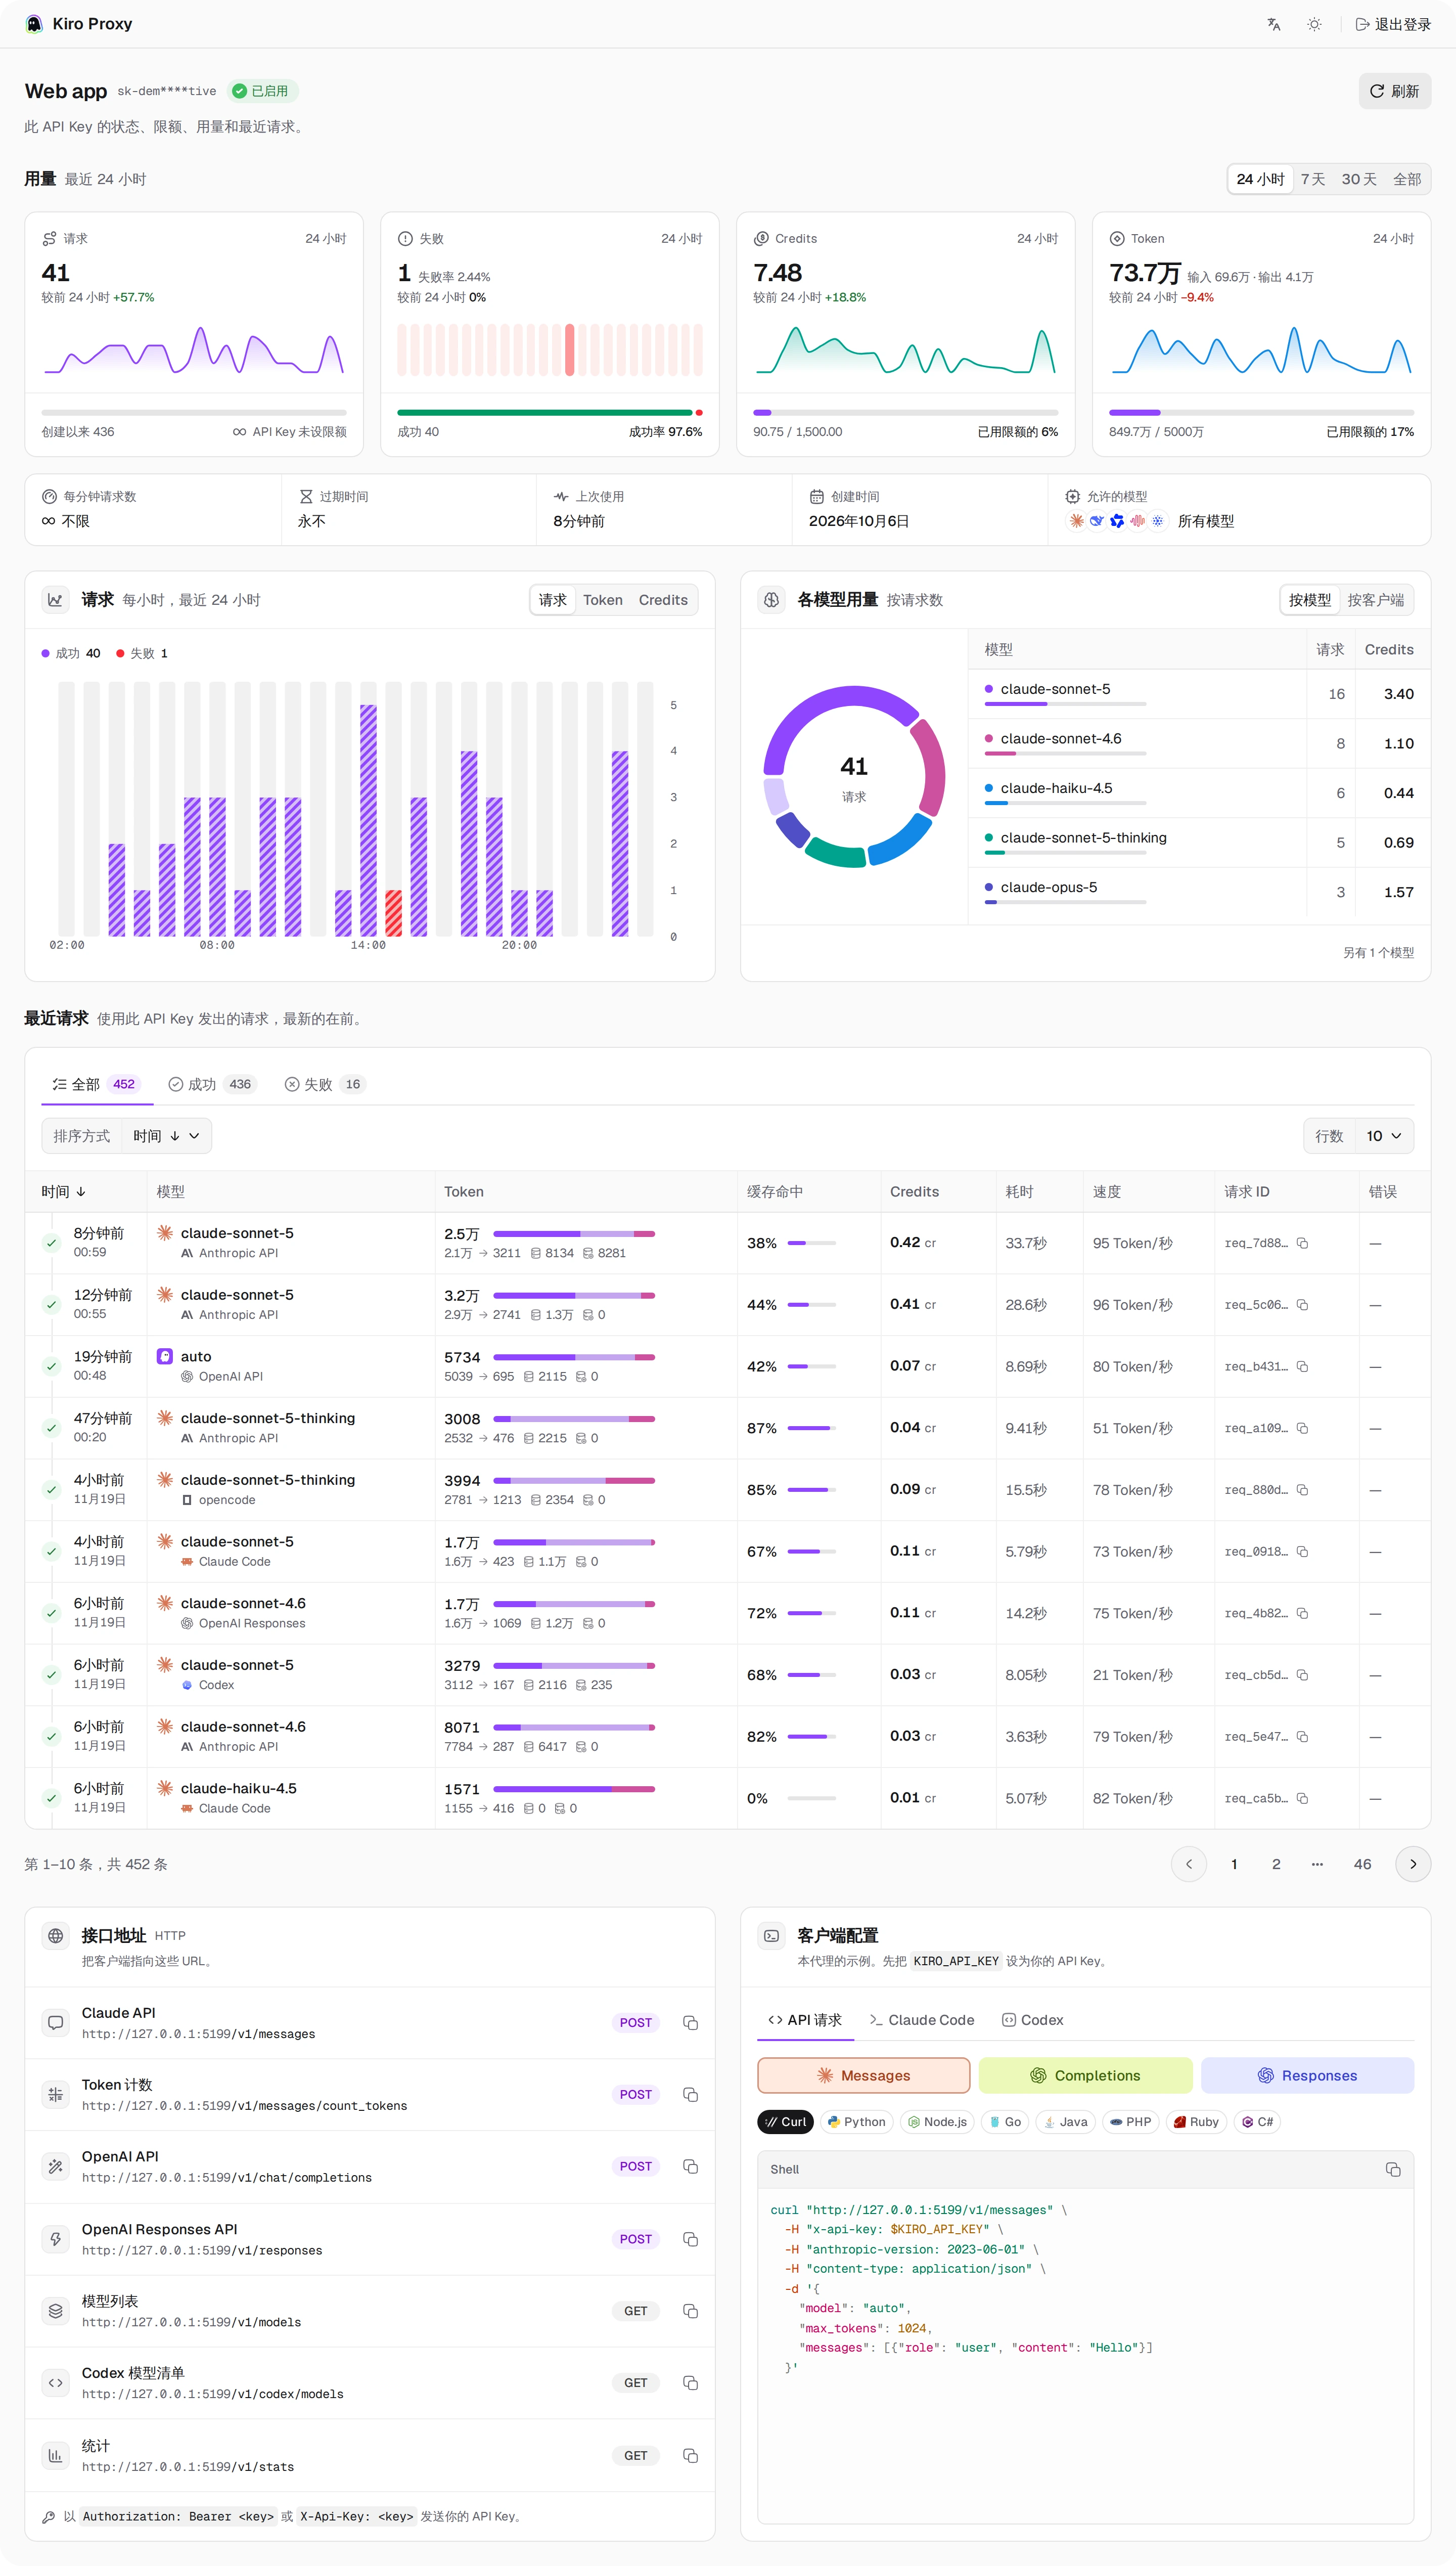 Kiro Proxy
退出登录
Web app sk-dem****tive 已启用
刷新
此 API Key 的状态、限额、用量和最近请求。
用量 最近 24 小时
24 小时 7 天 30 天 全部
请求 24 小时
41
较前 24 小时 +57.7%
创建以来 436 API Key 未设限额
失败 24 小时
1 失败率 2.44%
较前 24 小时 0%
成功 40 成功率 97.6%
Credits 24 小时
7.48
较前 24 小时 +18.8%
90.75 / 1,500.00 已用限额的 6%
Token 24 小时
73.7万 输入 69.6万 · 输出 4.1万
较前 24 小时 −9.4%
849.7万 / 5000万 已用限额的 17%
每分钟请求数
∞ 不限
过期时间
永不
上次使用
8分钟前
创建时间
2026年10月6日
允许的模型
所有模型
请求 每小时，最近 24 小时
请求 Token Credits
成功 40 失败 1
5
4
3
2
1
0
02:00 08:00 14:00 20:00
各模型用量 按请求数
按模型 按客户端
41
请求
模型 请求 Credits
claude-sonnet-5 16 3.40
claude-sonnet-4.6 8 1.10
claude-haiku-4.5 6 0.44
claude-sonnet-5-thinking 5 0.69
claude-opus-5 3 1.57
另有 1 个模型
最近请求 使用此 API Key 发出的请求，最新的在前。
全部 452 成功 436 失败 16
排序方式 时间 ↓
行数 10
时间 ↓ 模型 Token 缓存命中 Credits 耗时 速度 请求 ID 错误
8分钟前 claude-sonnet-5 2.5万 38% 0.42 cr 33.7秒 95 Token/秒 req_7d88… —
00:59 Anthropic API 2.1万 → 3211 8134 8281
12分钟前 claude-sonnet-5 3.2万 44% 0.41 cr 28.6秒 96 Token/秒 req_5c06… —
00:55 Anthropic API 2.9万 → 2741 1.3万 0
19分钟前 auto 5734 42% 0.07 cr 8.69秒 80 Token/秒 req_b431… —
00:48 OpenAI API 5039 → 695 2115 0
47分钟前 claude-sonnet-5-thinking 3008 87% 0.04 cr 9.41秒 51 Token/秒 req_a109… —
00:20 Anthropic API 2532 → 476 2215 0
4小时前 claude-sonnet-5-thinking 3994 85% 0.09 cr 15.5秒 78 Token/秒 req_880d… —
11月19日 opencode 2781 → 1213 2354 0
4小时前 claude-sonnet-5 1.7万 67% 0.11 cr 5.79秒 73 Token/秒 req_0918… —
11月19日 Claude Code 1.6万 → 423 1.1万 0
6小时前 claude-sonnet-4.6 1.7万 72% 0.11 cr 14.2秒 75 Token/秒 req_4b82… —
11月19日 OpenAI Responses 1.6万 → 1069 1.2万 0
6小时前 claude-sonnet-5 3279 68% 0.03 cr 8.05秒 21 Token/秒 req_cb5d… —
11月19日 Codex 3112 → 167 2116 235
6小时前 claude-sonnet-4.6 8071 82% 0.03 cr 3.63秒 79 Token/秒 req_5e47… —
11月19日 Anthropic API 7784 → 287 6417 0
6小时前 claude-haiku-4.5 1571 0% 0.01 cr 5.07秒 82 Token/秒 req_ca5b… —
11月19日 Claude Code 1155 → 416 0 0
第 1–10 条，共 452 条
1 2 ••• 46
接口地址 HTTP
把客户端指向这些 URL。
Claude API
http://127.0.0.1:5199/v1/messages POST
Token 计数
http://127.0.0.1:5199/v1/messages/count_tokens POST
OpenAI API
http://127.0.0.1:5199/v1/chat/completions POST
OpenAI Responses API
http://127.0.0.1:5199/v1/responses POST
模型列表
http://127.0.0.1:5199/v1/models GET
Codex 模型清单
http://127.0.0.1:5199/v1/codex/models GET
统计
http://127.0.0.1:5199/v1/stats GET
以 Authorization: Bearer <key> 或 X-Api-Key: <key> 发送你的 API Key。
客户端配置
本代理的示例。先把 KIRO_API_KEY 设为你的 API Key。
API 请求 Claude Code Codex
Messages Completions Responses
Curl Python Node.js Go Java PHP Ruby C#
Shell
curl "http://127.0.0.1:5199/v1/messages" \
-H "x-api-key: $KIRO_API_KEY" \
-H "anthropic-version: 2023-06-01" \
-H "content-type: application/json" \
-d '{
"model": "auto",
"max_tokens": 1024,
"messages": [{"role": "user", "content": "Hello"}]
}'